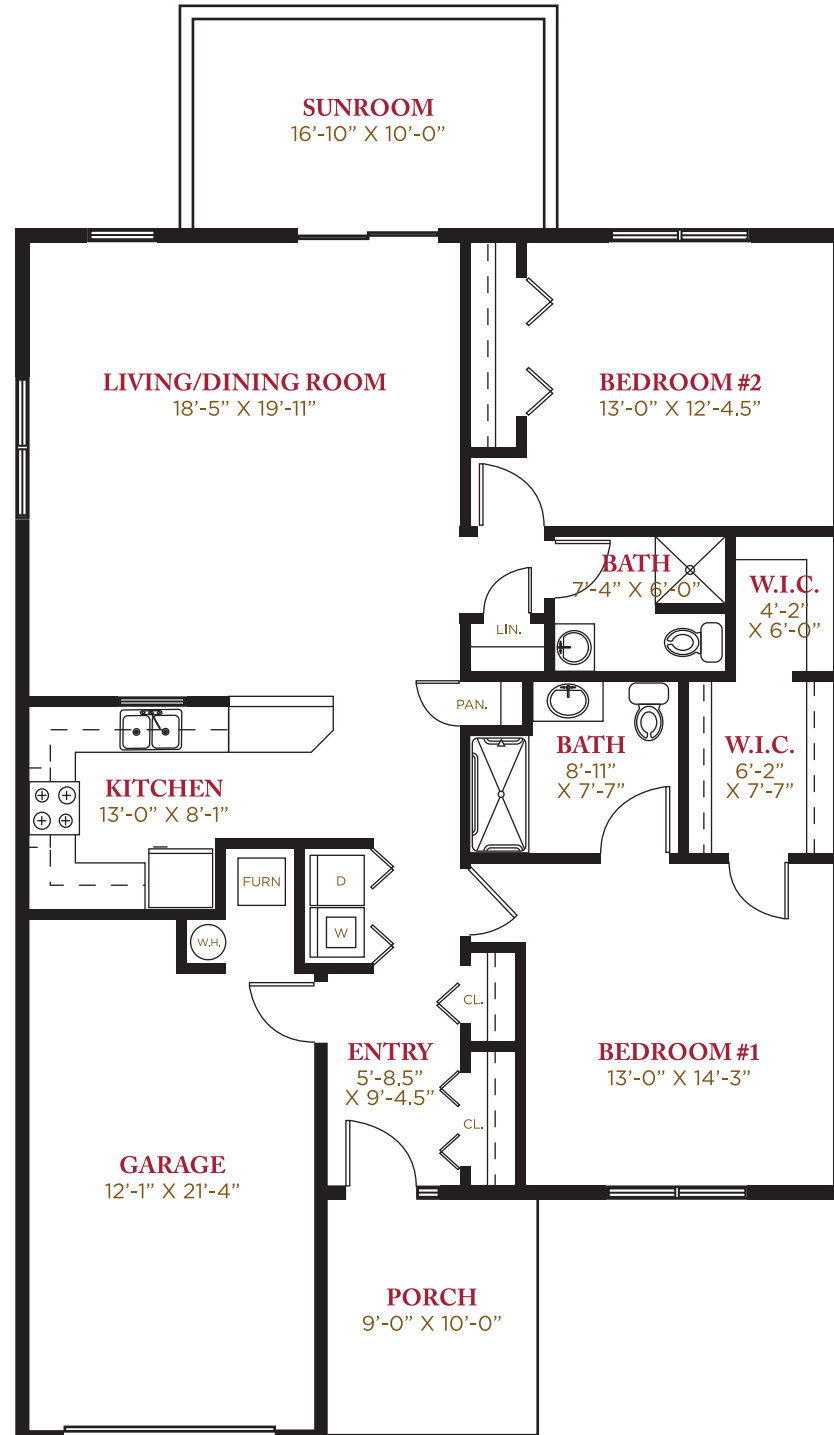 SUNROOM
16’-10” X 10’-0”
LIVING/DINING ROOM
18’-5” X 19’-11”
BEDROOM #2
13’-0” X 12’-4.5”
BATH
7’-4” X 6’-0”
W.I.C.
4’-2”
X 6’-0”
LIN.
PAN.
BATH
8’-11”
X 7’-7”
W.I.C.
6’-2”
X 7’-7”
KITCHEN
13’-0” X 8’-1”
FURN
D
W
W.H.
CL.
ENTRY
5’-8.5”
X 9’-4.5”
CL.
BEDROOM #1
13’-0” X 14’-3”
GARAGE
12’-1” X 21’-4”
PORCH
9’-0” X 10’-0”